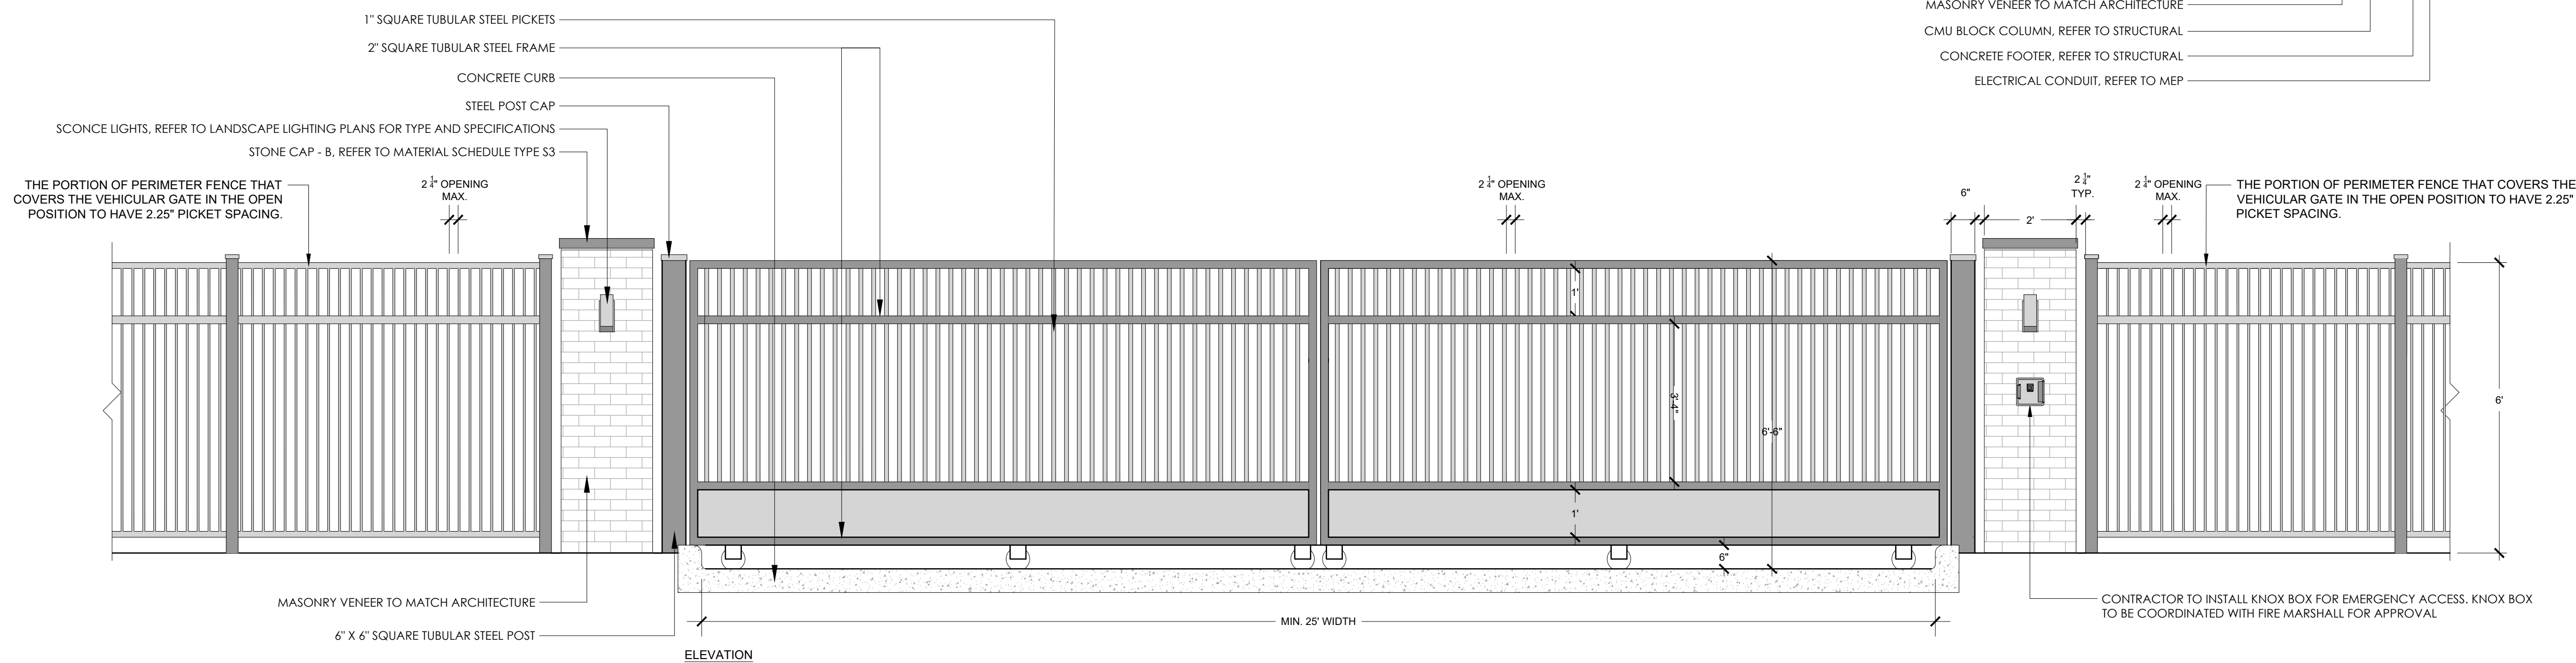 1" SQUARE TUBULAR STEEL PICKETS
2" SQUARE TUBULAR STEEL FRAME
CONCRETE CURB
STEEL POST CAP
SCONCE LIGHTS, REFER TO LANDSCAPE LIGHTING PLANS FOR TYPE AND SPECIFICATIONS
STONE CAP - B, REFER TO MATERIAL SCHEDULE TYPE S3
MASONRY VENEER TO MATCH ARCHITECTURE
CMU BLOCK COLUMN, REFER TO STRUCTURAL
CONCRETE FOOTER, REFER TO STRUCTURAL
ELECTRICAL CONDUIT, REFER TO MEP
THE PORTION OF PERIMETER FENCE THAT
COVERS THE VEHICULAR GATE IN THE OPEN
POSITION TO HAVE 2.25" PICKET SPACING.
2 1/4" OPENING
MAX.
2 1/4" OPENING
MAX.
6"
2'
2 1/4"
TYP.
2 1/4" OPENING
MAX.
THE PORTION OF PERIMETER FENCE THAT COVERS THE
VEHICULAR GATE IN THE OPEN POSITION TO HAVE 2.25"
PICKET SPACING.
1'
3'-4"
6'-6"
6'
1'
6"
MASONRY VENEER TO MATCH ARCHITECTURE
6" X 6" SQUARE TUBULAR STEEL POST
MIN. 25' WIDTH
CONTRACTOR TO INSTALL KNOX BOX FOR EMERGENCY ACCESS. KNOX BOX
TO BE COORDINATED WITH FIRE MARSHALL FOR APPROVAL
ELEVATION